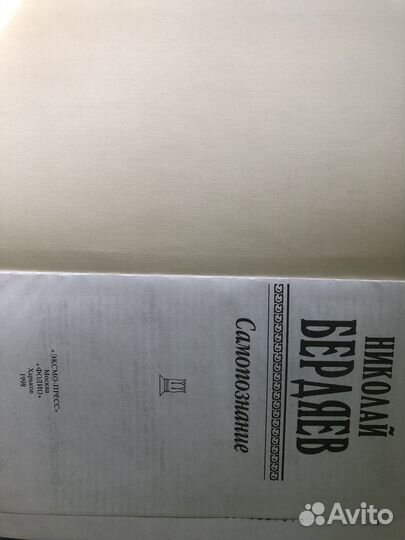 НИКОЛАЙ
БЕРДЯЕВ
Самопознание
«ЭКСМО-ПРЕСС»
Москва
«ФОЛИО»
Харьков
1998
Avito